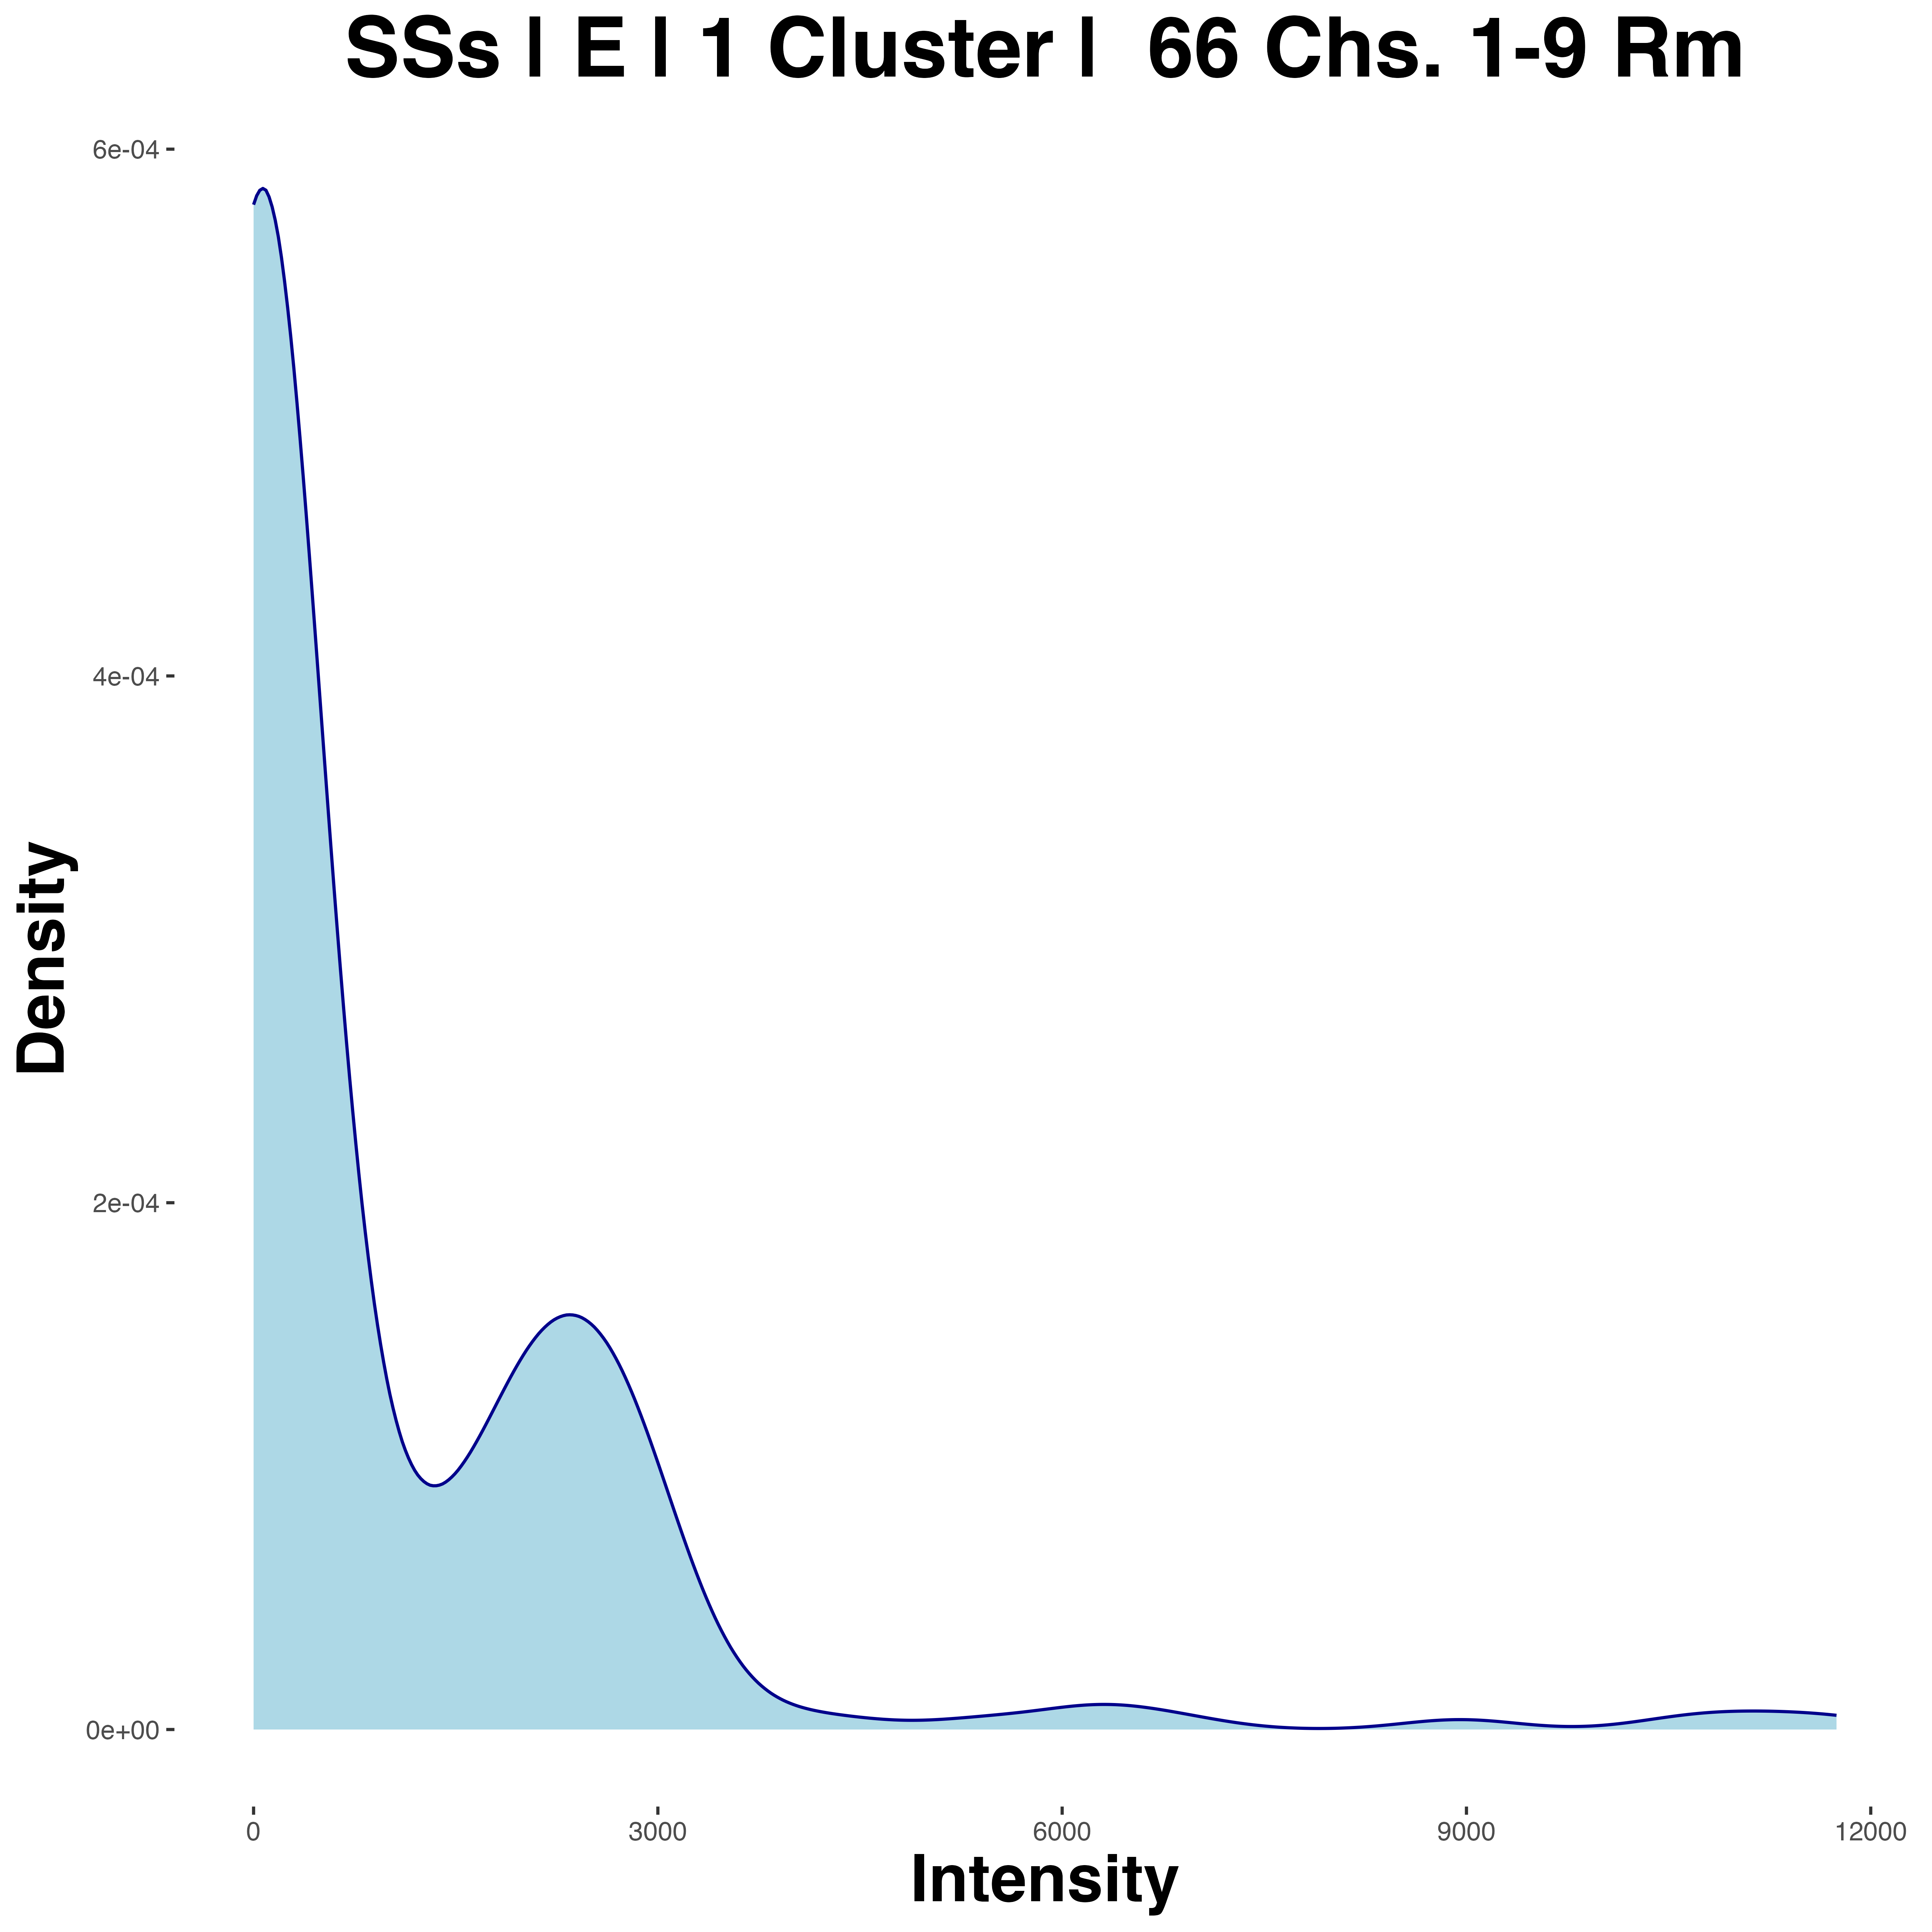 SSs | E | 1 Cluster |  66 Chs. 1-9 Rm
6e-04
4e-04
2e-04
0e+00
Density
0 3000 6000 9000 12000
Intensity